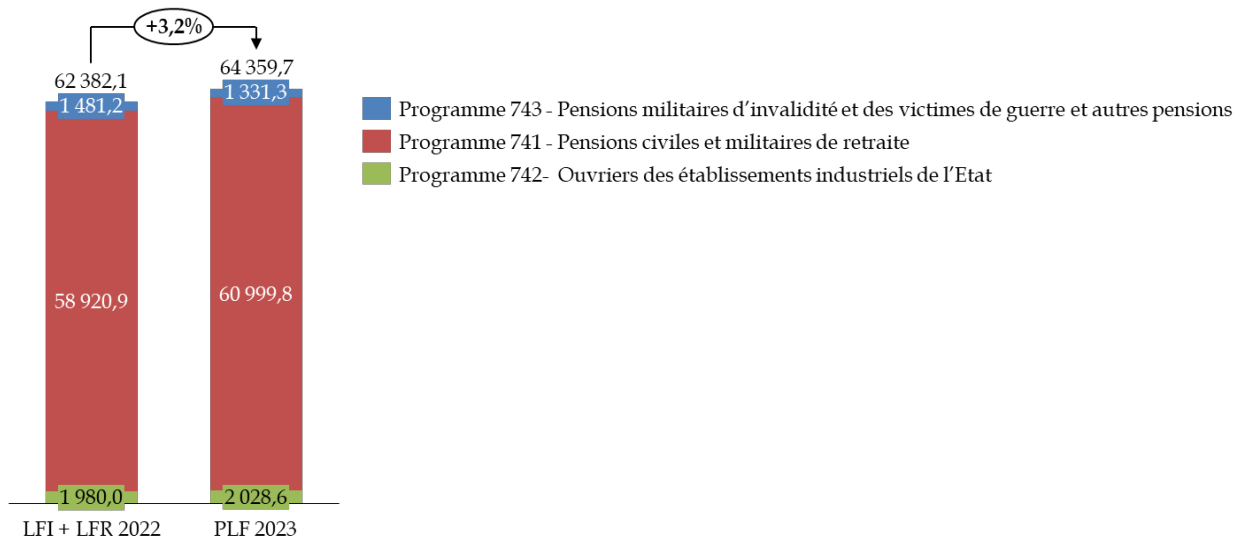 +3,2%
62 382,1
64 359,7
1 481,2
1 331,3
Programme 743 - Pensions militaires d’invalidité et des victimes de guerre et autres pensions
Programme 741 - Pensions civiles et militaires de retraite
Programme 742- Ouvriers des établissements industriels de l’Etat
58 920,9
60 999,8
1 980,0
2 028,6
LFI + LFR 2022
PLF 2023